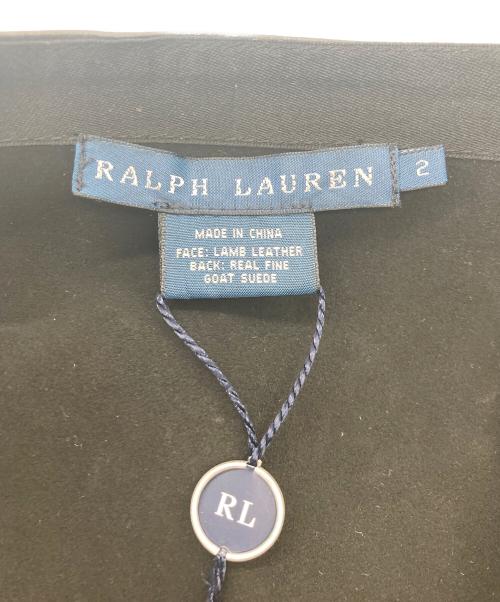 RALPH LAUREN
2
MADE IN CHINA
FACE: LAMB LEATHER
BACK: REAL FINE
GOAT SUEDE
RL